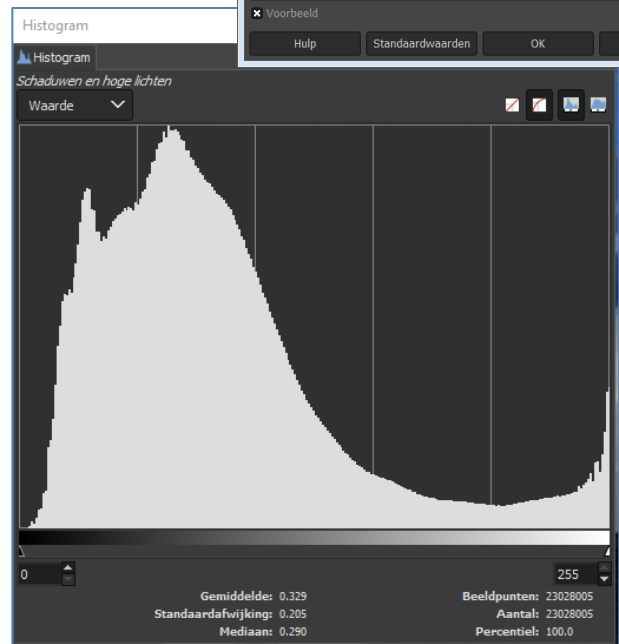 Voorbeeld
Hulp Standaardwaarden OK
Histogram
Histogram
Schaduwen en hoge lichten
Waarde
0 255
Gemiddelde: 0.329 Beeldpunten: 23028005
Standaardafwijking: 0.205 Aantal: 23028005
Mediaan: 0.290 Percentiel: 100.0